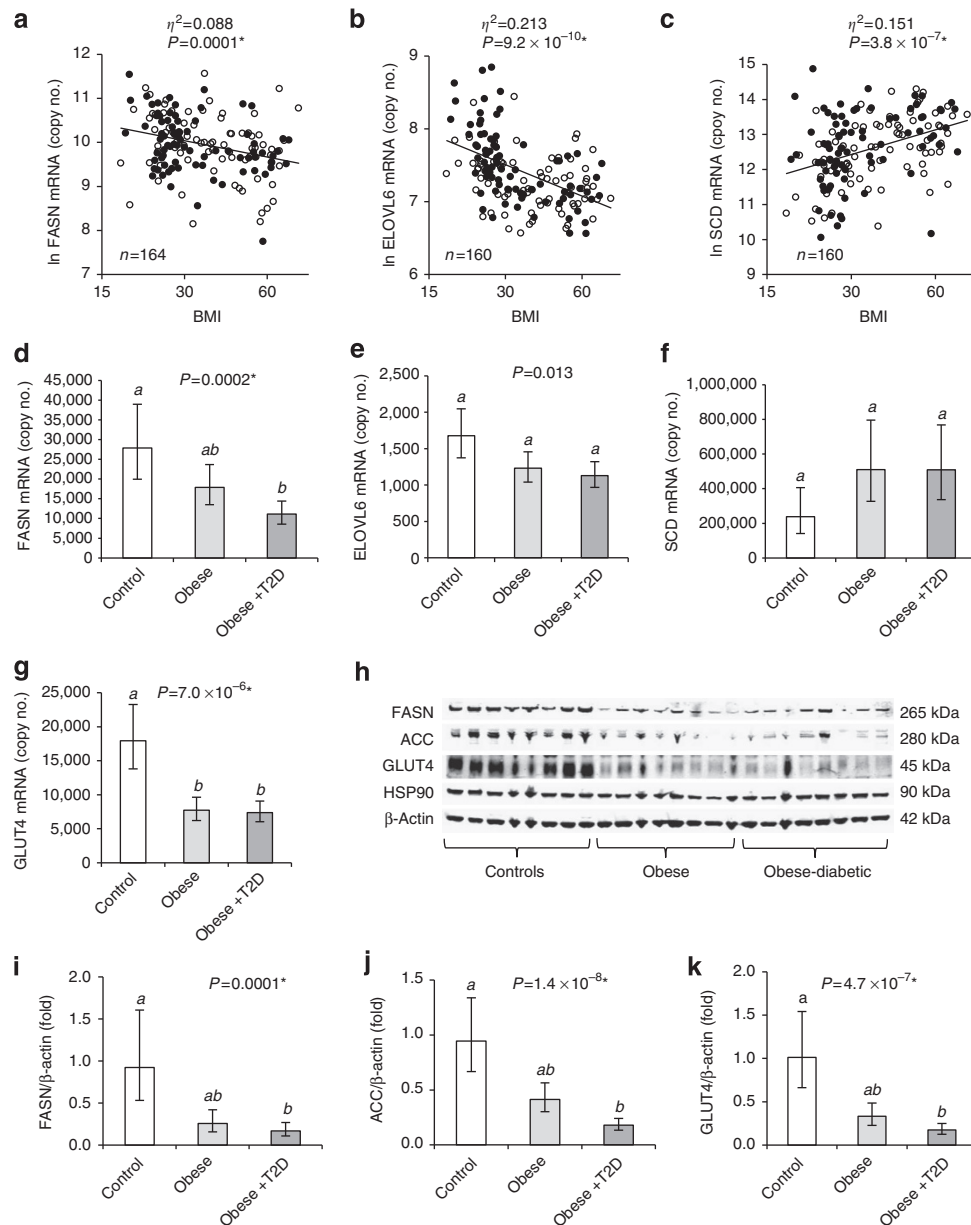 a
η²=0.088
P=0.0001*
ln FASN mRNA (copy no.)
12
11
10
9
8
7
n=164
15
30
60
BMI
b
η²=0.213
P=9.2 × 10⁻¹⁰*
ln ELOVL6 mRNA (copy no.)
9
8
7
6
n=160
15
30
60
BMI
c
η²=0.151
P=3.8 × 10⁻⁷*
ln SCD mRNA (cpoy no.)
15
14
13
12
11
10
9
n=160
15
30
60
BMI
d
P=0.0002*
FASN mRNA (copy no.)
45,000
40,000
35,000
30,000
25,000
20,000
15,000
10,000
5,000
0
a
ab
b
Control
Obese
Obese +T2D
e
P=0.013
ELOVL6 mRNA (copy no.)
2,500
2,000
1,500
1,000
500
0
a
a
a
Control
Obese
Obese +T2D
f
SCD mRNA (copy no.)
1,000,000
800,000
600,000
400,000
200,000
0
a
a
a
Control
Obese
Obese +T2D
g
P=7.0 ×10⁻⁶*
GLUT4 mRNA (copy no.)
25,000
20,000
15,000
10,000
5,000
0
a
b
b
Control
Obese
Obese +T2D
h
FASN 265 kDa
ACC 280 kDa
GLUT4 45 kDa
HSP90 90 kDa
β-Actin 42 kDa
Controls Obese Obese-diabetic
i
P=0.0001*
FASN/β-actin (fold)
2.0
1.5
1.0
0.5
0.0
a
ab
b
Control
Obese
Obese +T2D
j
P=1.4 ×10⁻⁸*
ACC/β-actin (fold)
1.5
1.0
0.5
0.0
a
ab
b
Control
Obese
Obese +T2D
k
P=4.7 ×10⁻⁷*
GLUT4/β-actin (fold)
2.0
1.5
1.0
0.5
0.0
a
ab
b
Control
Obese
Obese +T2D